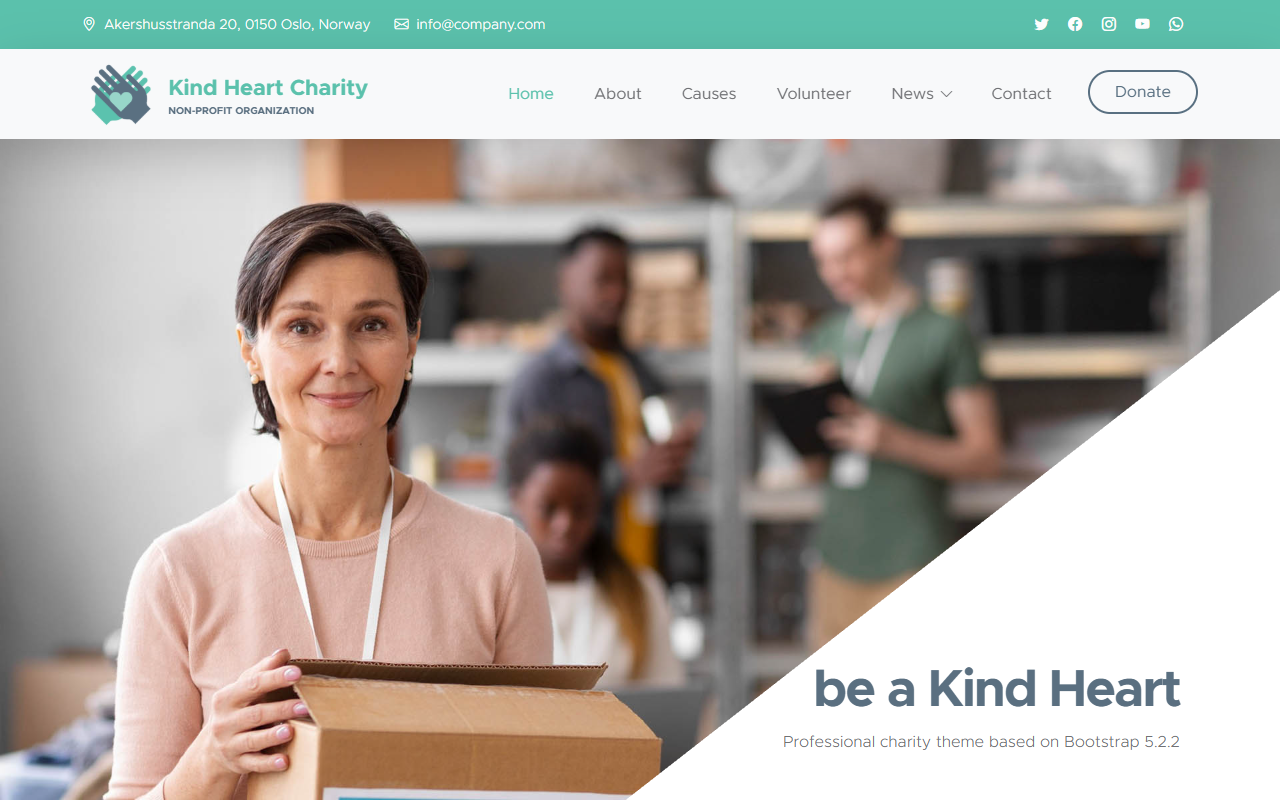 Akershusstranda 20, 0150 Oslo, Norway
info@company.com
Kind Heart Charity
NON-PROFIT ORGANIZATION
Home
About
Causes
Volunteer
News
Contact
Donate
be a Kind Heart
Professional charity theme based on Bootstrap 5.2.2